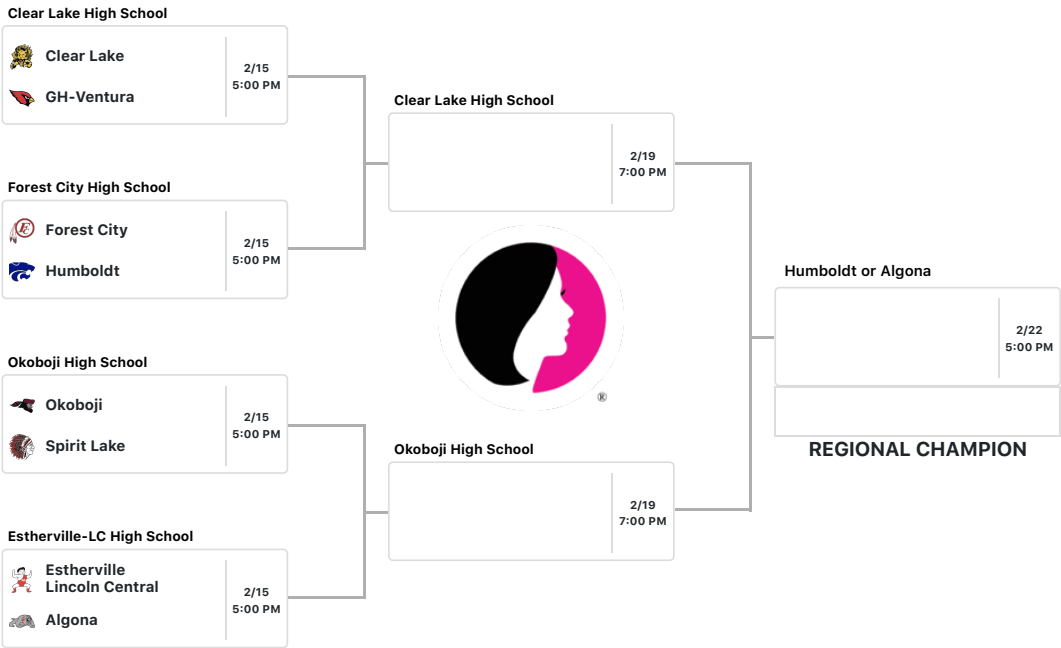 Clear Lake High School
Clear Lake
GH-Ventura
2/15
5:00 PM
Forest City High School
Forest City
Humboldt
2/15
5:00 PM
Okoboji High School
Okoboji
Spirit Lake
2/15
5:00 PM
Estherville-LC High School
Estherville
Lincoln Central
Algona
2/15
5:00 PM
Clear Lake High School
2/19
7:00 PM
®
Okoboji High School
2/19
7:00 PM
Humboldt or Algona
2/22
5:00 PM
REGIONAL CHAMPION